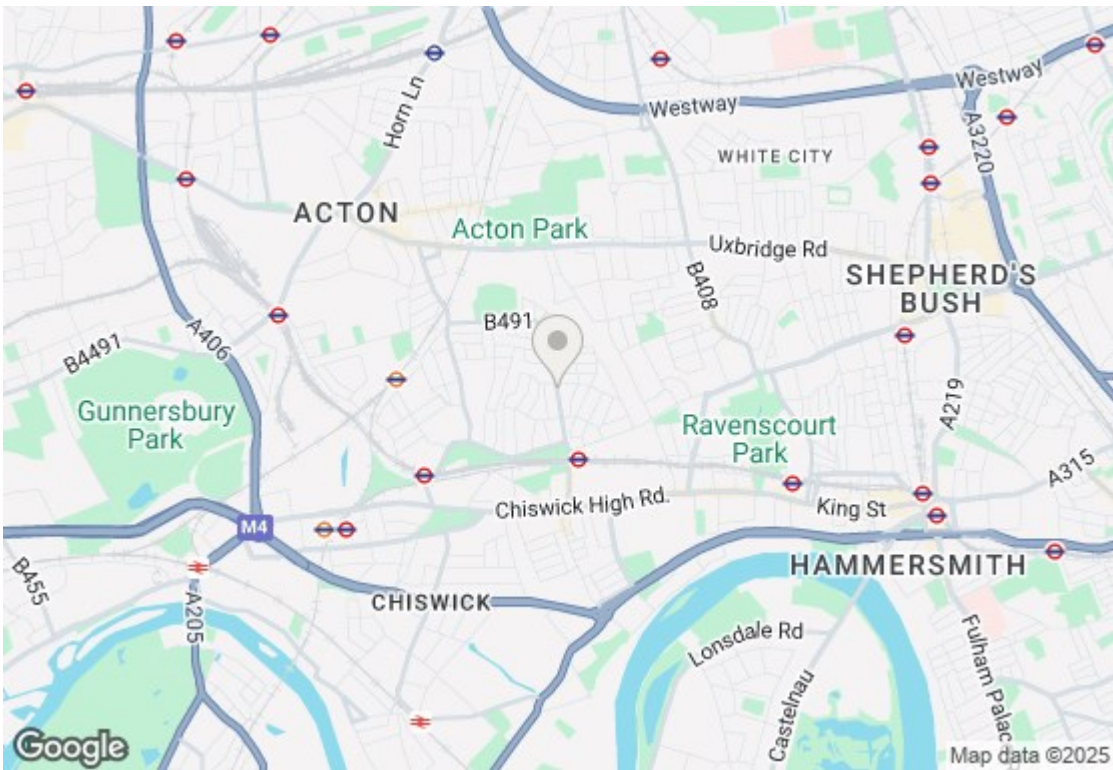 Westway
Horn Ln
Westway
A3220
WHITE CITY
ACTON
Acton Park
Uxbridge Rd
B408
SHEPHERD'S
BUSH
B491
A406
B4491
Gunnersbury
Park
A219
Ravenscourt
Park
A315
Chiswick High Rd.
King St
M4
HAMMERSMITH
B455
A205
CHISWICK
Lonsdale Rd
Castelnau
Fulham Palac
Google
Map data ©2025